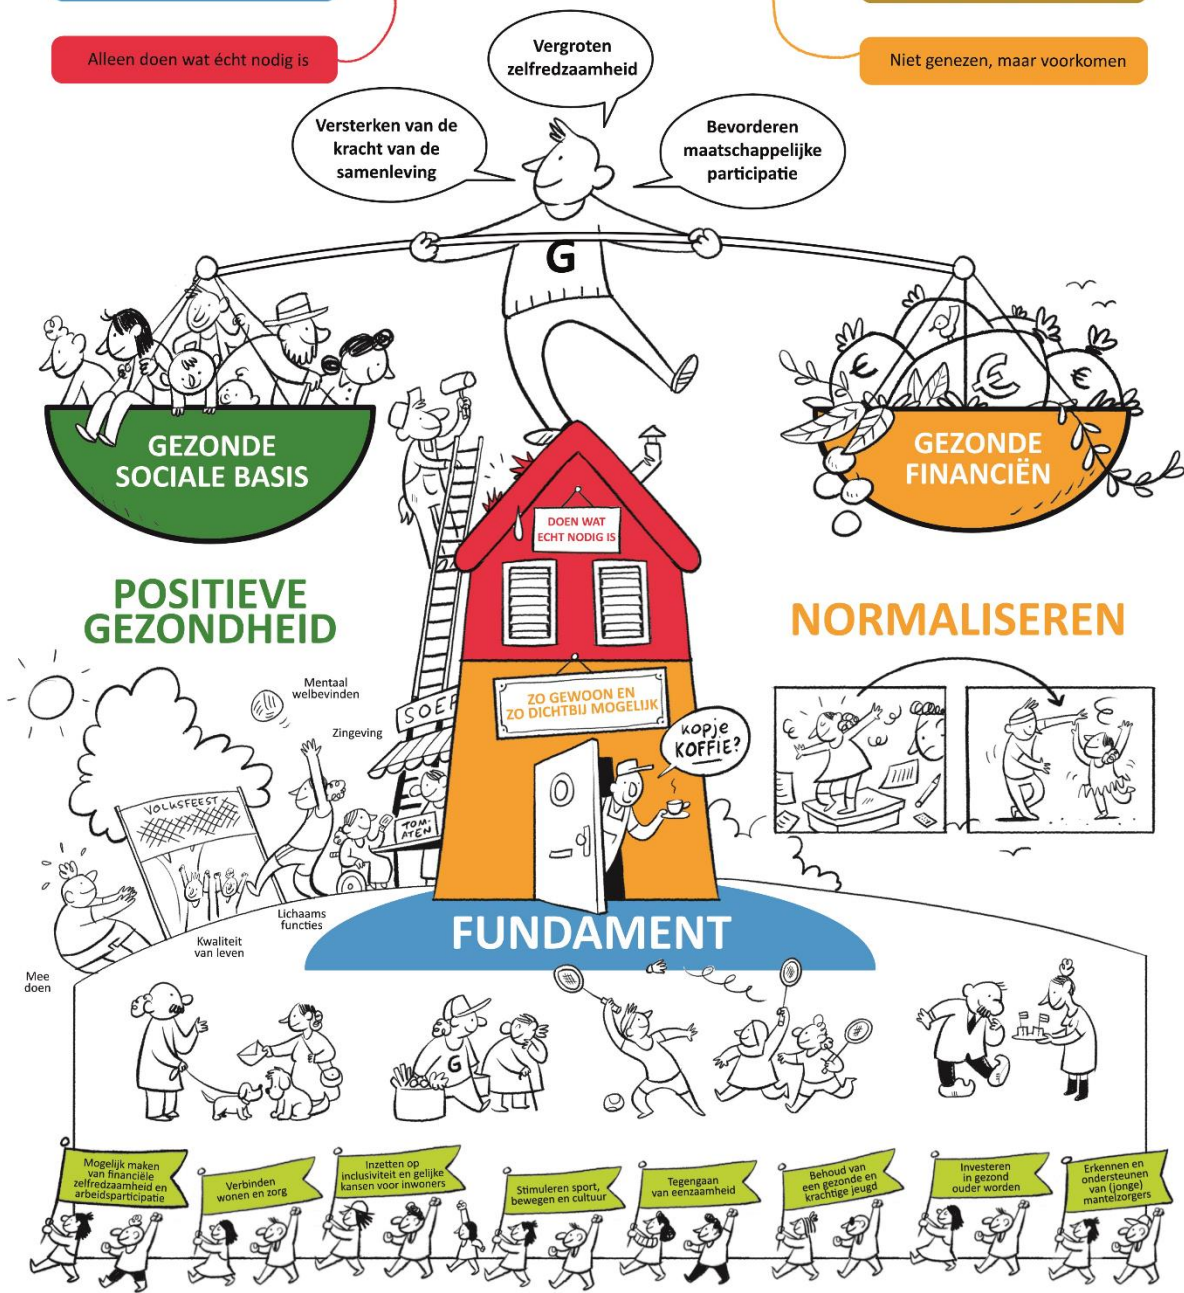 Alleen doen wat écht nodig is
Niet genezen, maar voorkomen
Vergroten
zelfredzaamheid
Versterken van de
kracht van de
samenleving
Bevorderen
maatschappelijke
participatie
G
€
€
€
GEZONDE
SOCIALE BASIS
GEZONDE
FINANCIËN
DOEN WAT
ECHT NODIG IS
POSITIEVE
GEZONDHEID
NORMALISEREN
ZO GEWOON EN
ZO DICHTBIJ MOGELIJK
Mentaal
welbevinden
Zingeving
SOEP
kopje
KOFFIE?
VOLKSFEEST
TOM-
ATEN
Lichaams
functies
Kwaliteit
van leven
Mee
doen
FUNDAMENT
G
Mogelijk maken
van financiële
zelfredzaamheid en
arbeidsparticipatie
Verbinden
wonen en zorg
Inzetten op
inclusiviteit en gelijke
kansen voor inwoners
Stimuleren sport,
bewegen en cultuur
Tegengaan
van eenzaamheid
Behoud van
een gezonde en
krachtige jeugd
Investeren
in gezond
ouder worden
Erkennen en
ondersteunen
van (jonge)
mantelzorgers